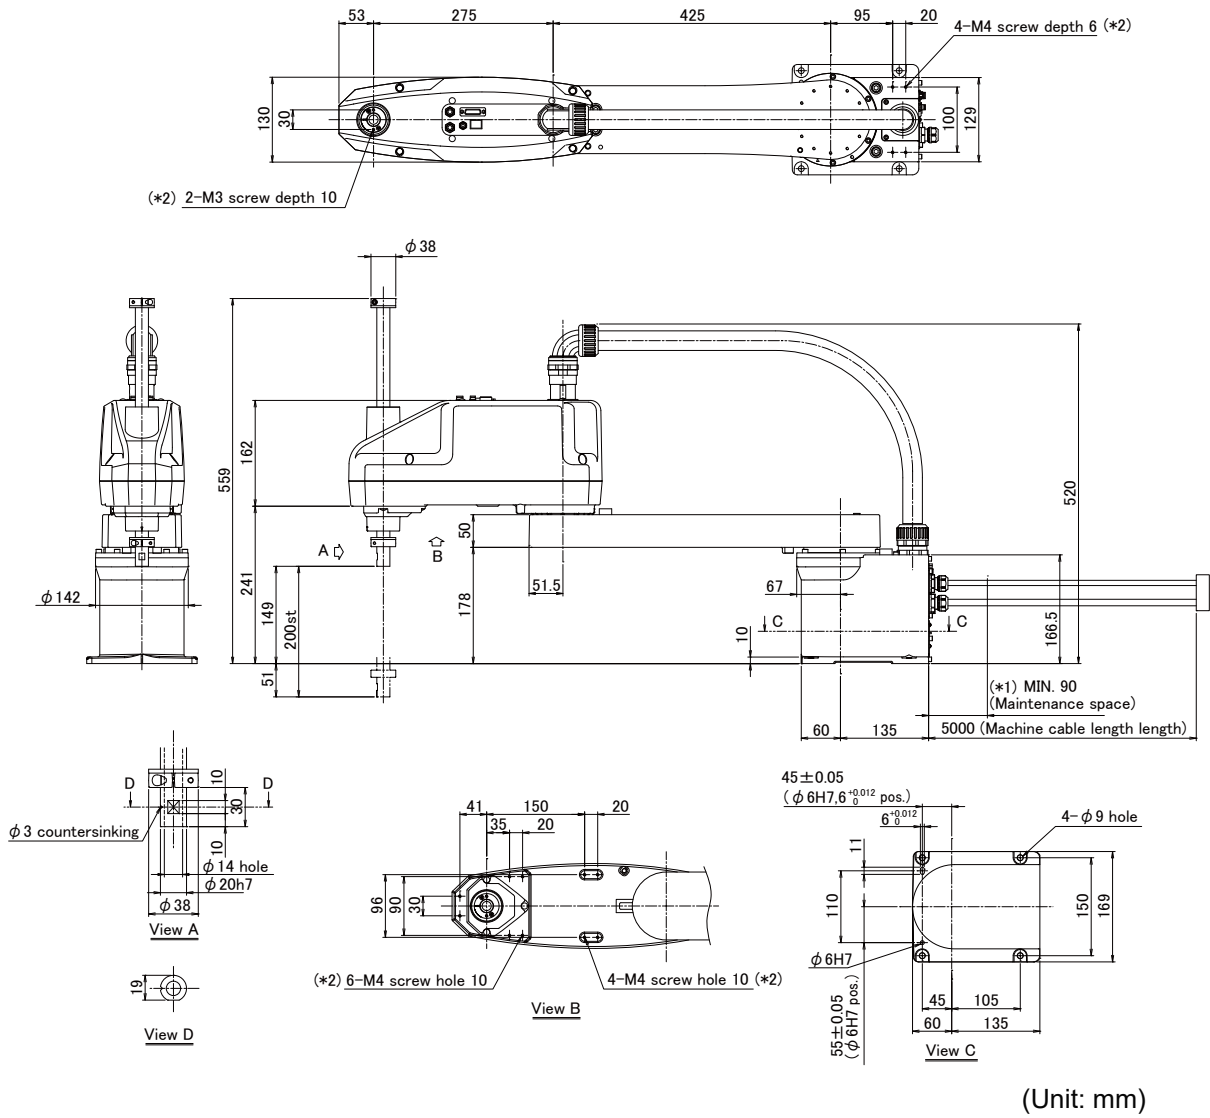 53
275
425
95
20
4-M4 screw depth 6 (*2)
130
30
100
129
(*2) 2-M3 screw depth 10
φ38
559
162
241
149
200st
51
φ142
A
B
50
51.5
178
67
10
C
C
520
166.5
(*1) MIN. 90
(Maintenance space)
60
135
5000 (Machine cable length length)
D
D
10
30
10
φ3 countersinking
φ14 hole
φ20h7
φ38
View A
19
View D
41
150
20
35
20
96
90
30
(*2) 6-M4 screw hole 10
4-M4 screw hole 10 (*2)
View B
45±0.05
(φ6H7,6 +0.012 0 pos.)
6 +0.012 0
4-φ9 hole
11
110
150
169
φ6H7
55±0.05
(φ6H7 pos.)
45
105
60
135
View C
(Unit: mm)